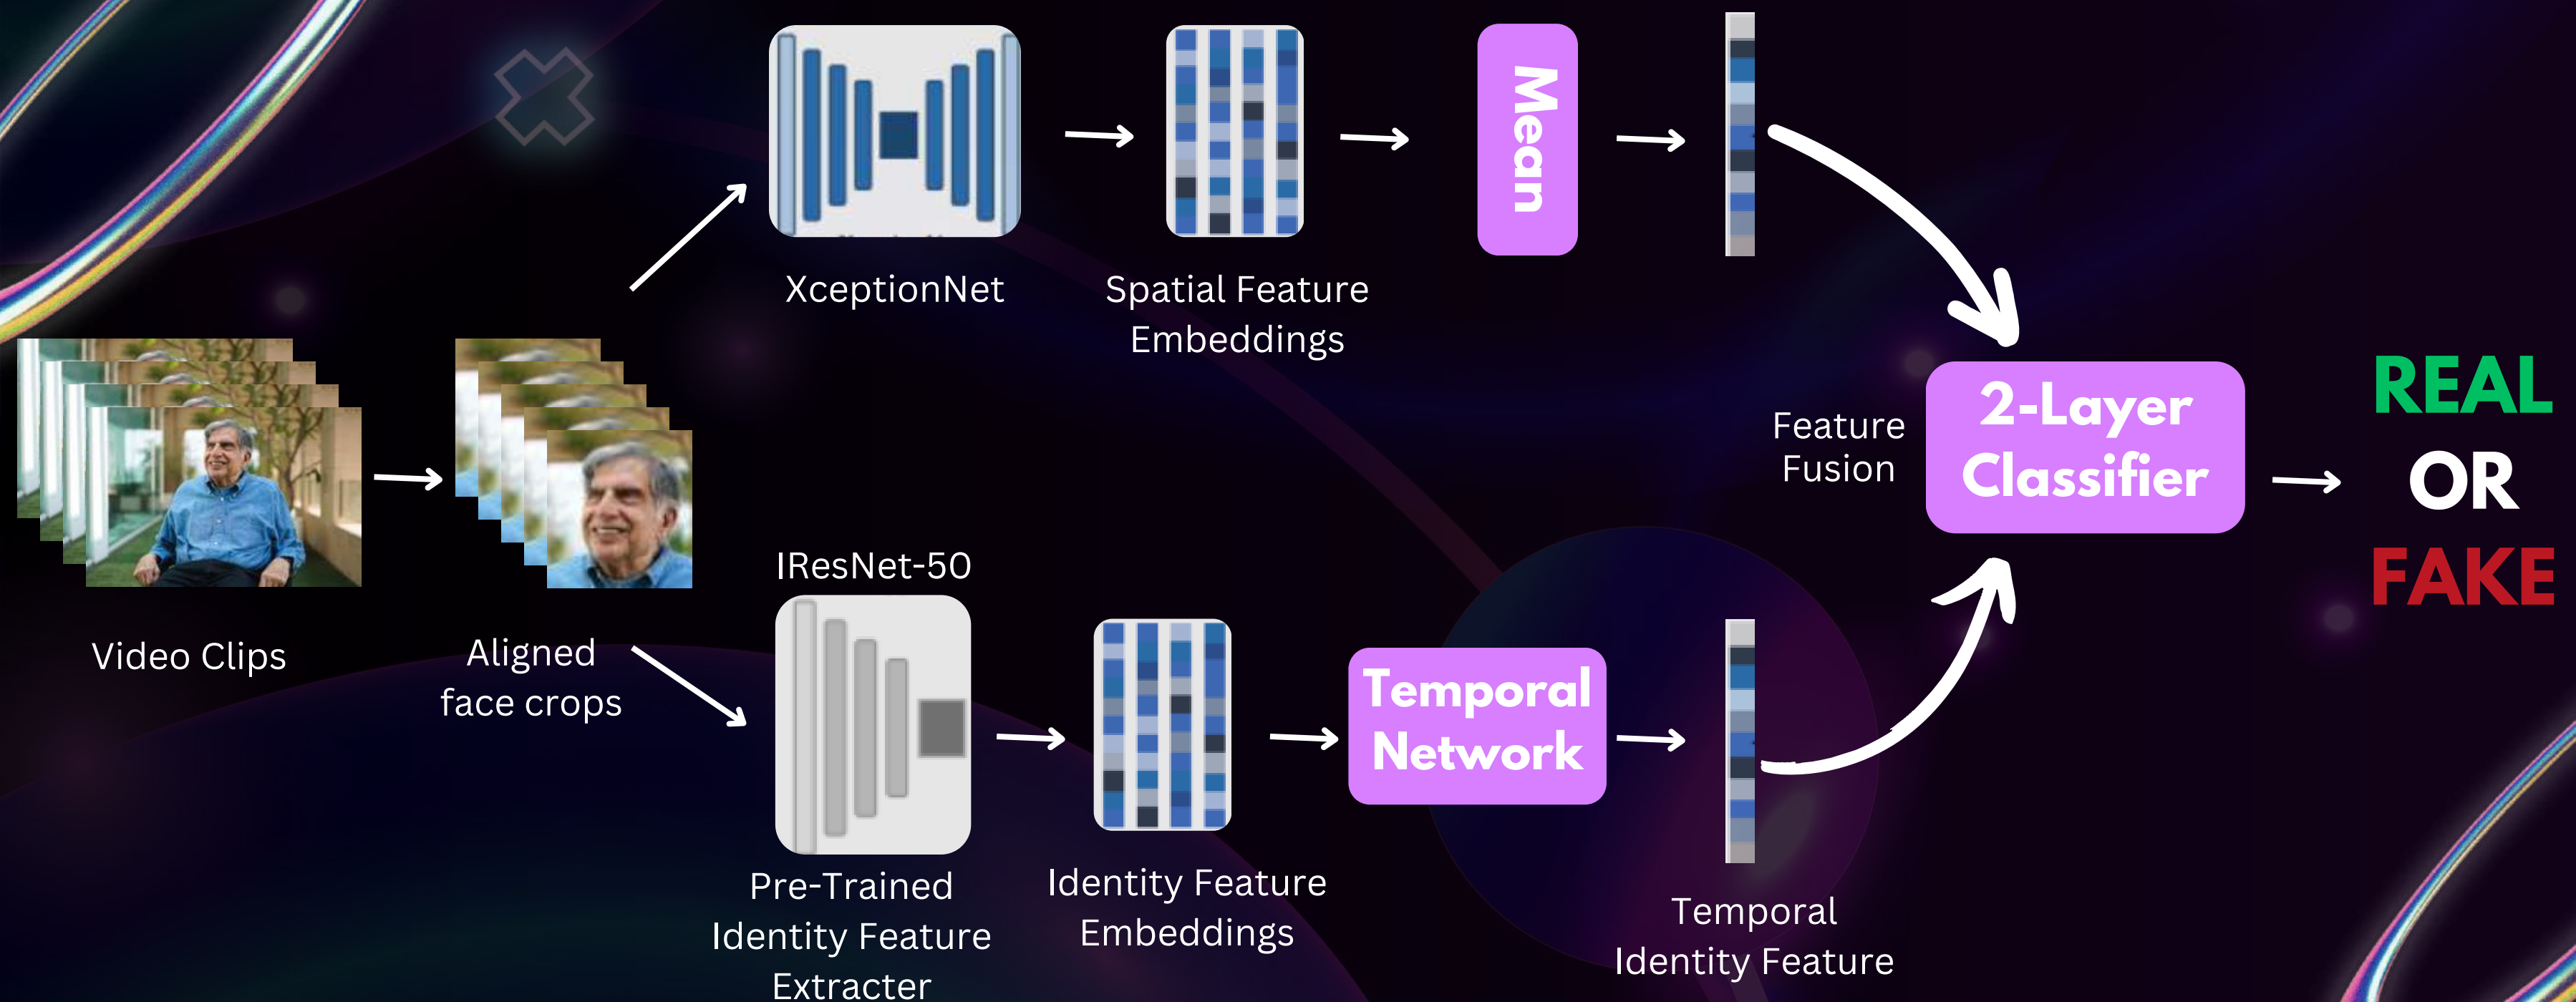 Mean
XceptionNet
Spatial Feature
Embeddings
Video Clips
Aligned
face crops
IResNet-50
Pre-Trained
Identity Feature
Extracter
Identity Feature
Embeddings
Temporal
Network
Temporal
Identity Feature
Feature
Fusion
2-Layer
Classifier
REAL
OR
FAKE